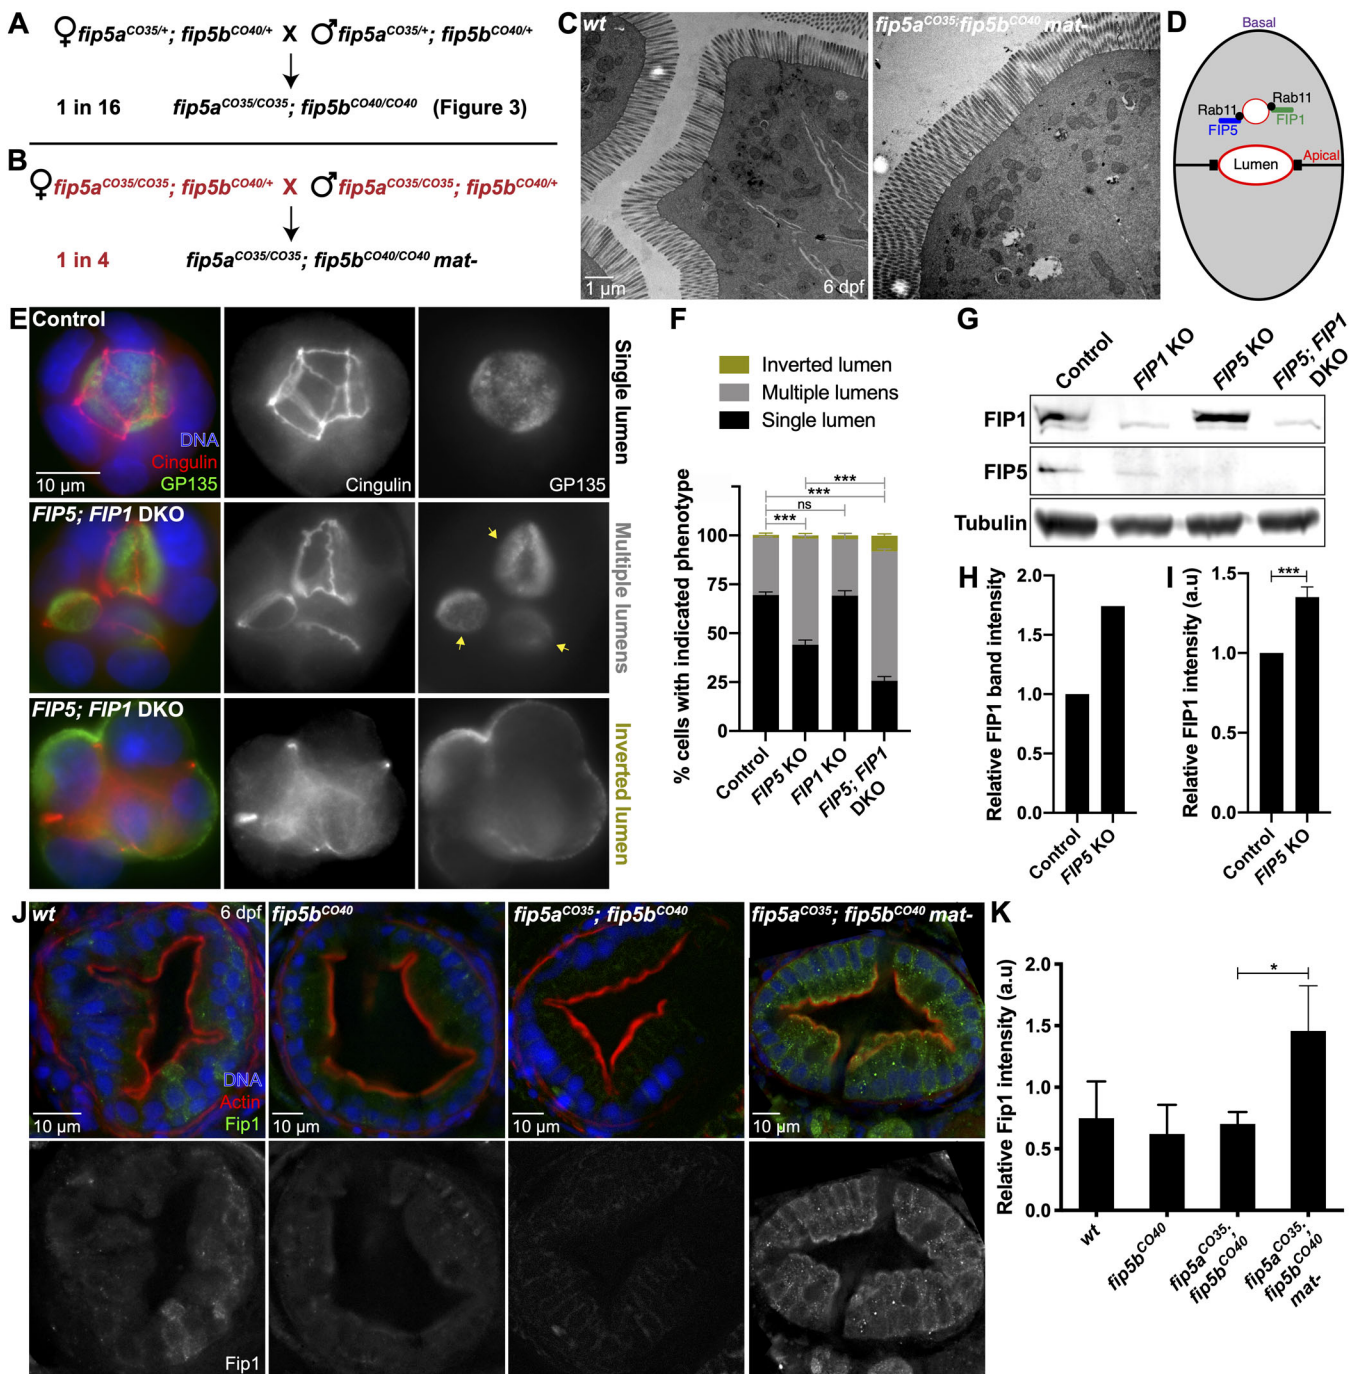 A
♀fip5a^CO35/+; fip5b^CO40/+ X ♂fip5a^CO35/+; fip5b^CO40/+
1 in 16 fip5a^CO35/CO35; fip5b^CO40/CO40 (Figure 3)
B
♀fip5a^CO35/CO35; fip5b^CO40/+ X ♂fip5a^CO35/CO35; fip5b^CO40/+
1 in 4 fip5a^CO35/CO35; fip5b^CO40/CO40 mat-
C
wt
1 μm
6 dpf
fip5a^CO35;fip5b^CO40 mat-
D
Basal
Rab11
FIP5
Rab11
FIP1
Lumen
Apical
E
Control
DNA
Cingulin
GP135
10 μm
Cingulin
GP135
Single lumen
FIP5; FIP1 DKO
Multiple lumens
FIP5; FIP1 DKO
Inverted lumen
F
Inverted lumen
Multiple lumens
Single lumen
% cells with indicated phenotype
100
75
50
25
0
***
***
ns
***
Control
FIP5 KO
FIP1 KO
FIP5; FIP1
DKO
G
Control
FIP1 KO
FIP5 KO
FIP5; FIP1
DKO
FIP1
FIP5
Tubulin
H
Relative FIP1 band intensity
2.0
1.5
1.0
0.5
0.0
Control
FIP5 KO
I
Relative FIP1 intensity (a.u)
1.5
1.0
0.5
0.0
***
Control
FIP5 KO
J
wt
6 dpf
DNA
Actin
Fip1
10 μm
fip5b^CO40
10 μm
fip5a^CO35; fip5b^CO40
10 μm
fip5a^CO35; fip5b^CO40 mat-
10 μm
Fip1
K
Relative Fip1 intensity (a.u)
2.0
1.5
1.0
0.5
0.0
*
wt
fip5b^CO40
fip5a^CO35;
fip5b^CO40
fip5a^CO35;
fip5b^CO40
mat-